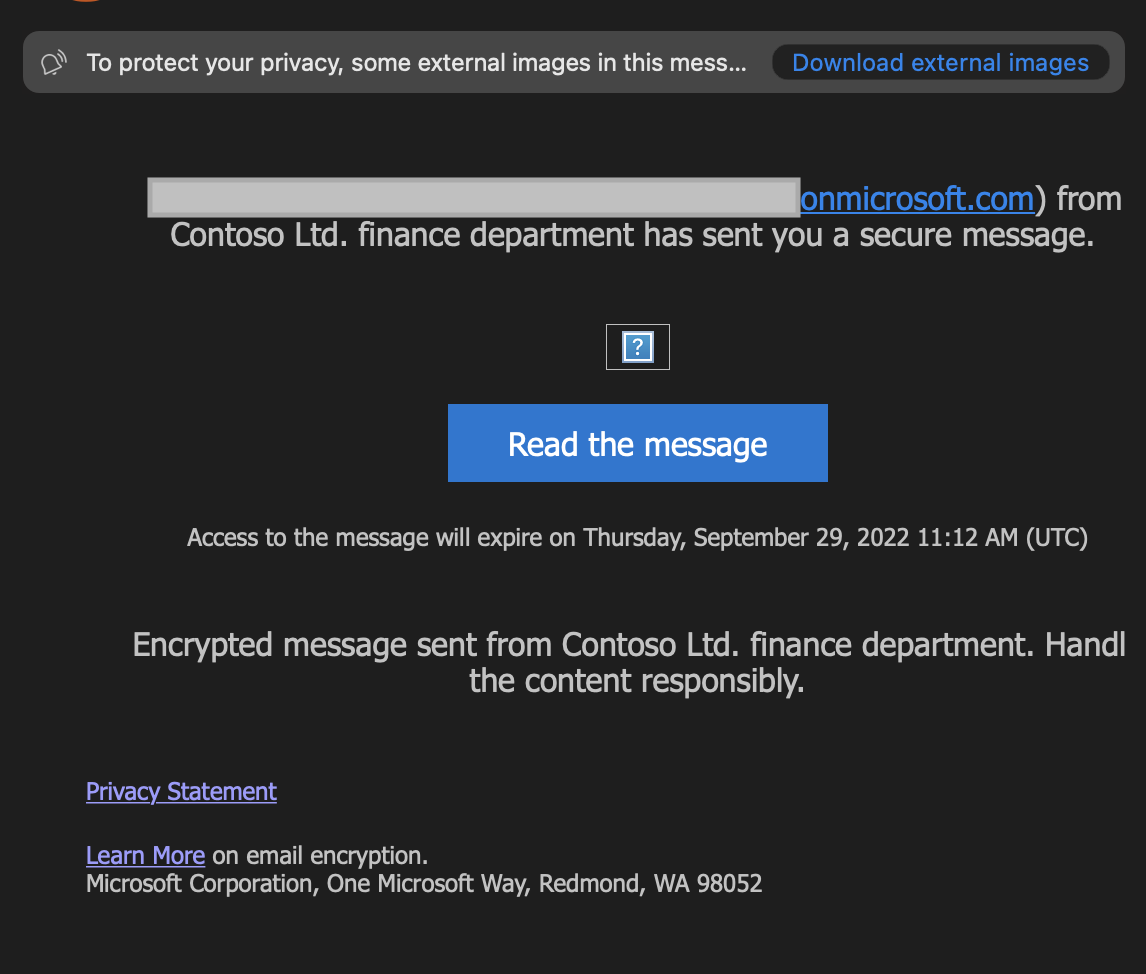 To protect your privacy, some external images in this mess... Download external images
onmicrosoft.com) from
Contoso Ltd. finance department has sent you a secure message.
?
Read the message
Access to the message will expire on Thursday, September 29, 2022 11:12 AM (UTC)
Encrypted message sent from Contoso Ltd. finance department. Handl
the content responsibly.
Privacy Statement
Learn More on email encryption.
Microsoft Corporation, One Microsoft Way, Redmond, WA 98052